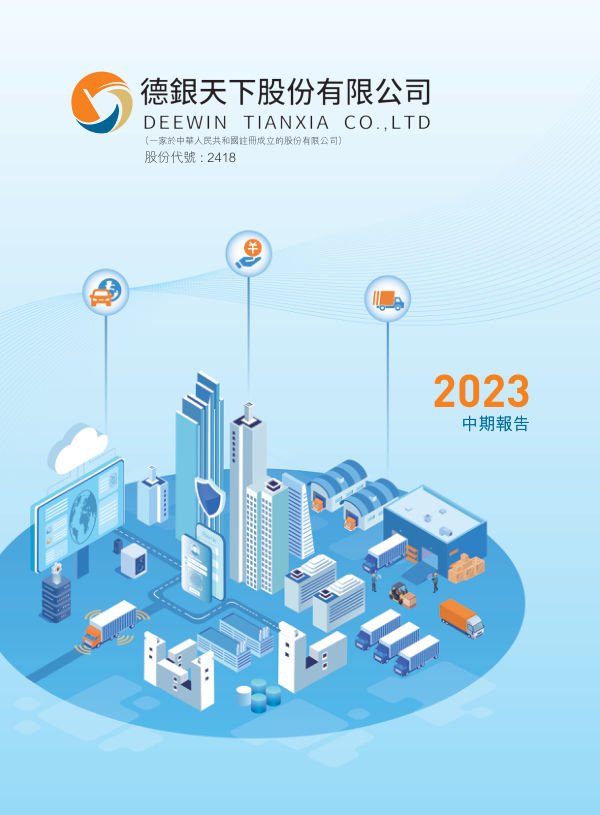 德銀天下股份有限公司
DEEWIN TIANXIA CO.,LTD
（一家於中華人民共和國註冊成立的股份有限公司）
股份代號 : 2418
2023
中期報告